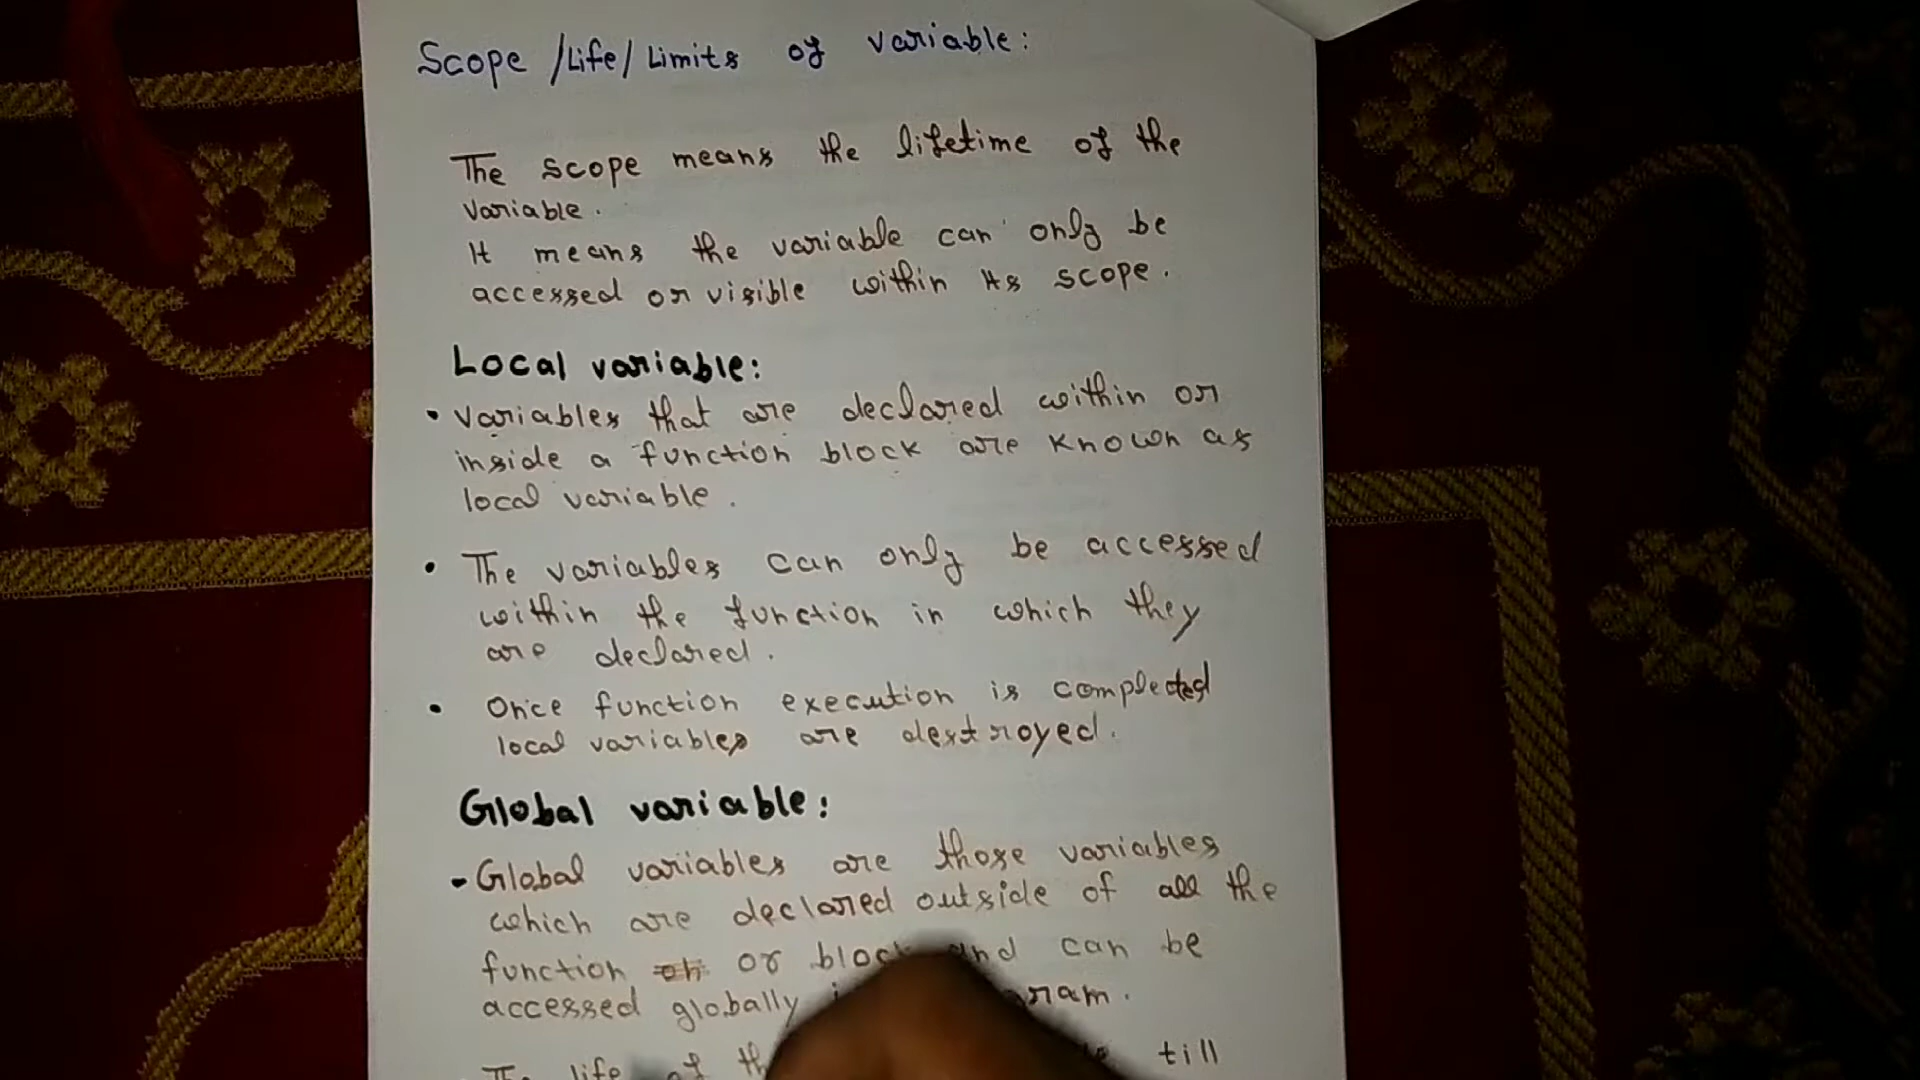 Scope /Life/ Limits of variable:
The scope means the lifetime of the
variable.
It means the variable can only be
accessed or visible within its scope.
Local variable:
• variables that are declared within or
inside a function block are known as
local variable.
• The variables can only be accessed
within the function in which they
are declared.
• Once function execution is completed
local variables are destroyed.
Global variable:
- Global variables are those variables
which are declared outside of all the
function or block and can be
accessed globally
The life of till